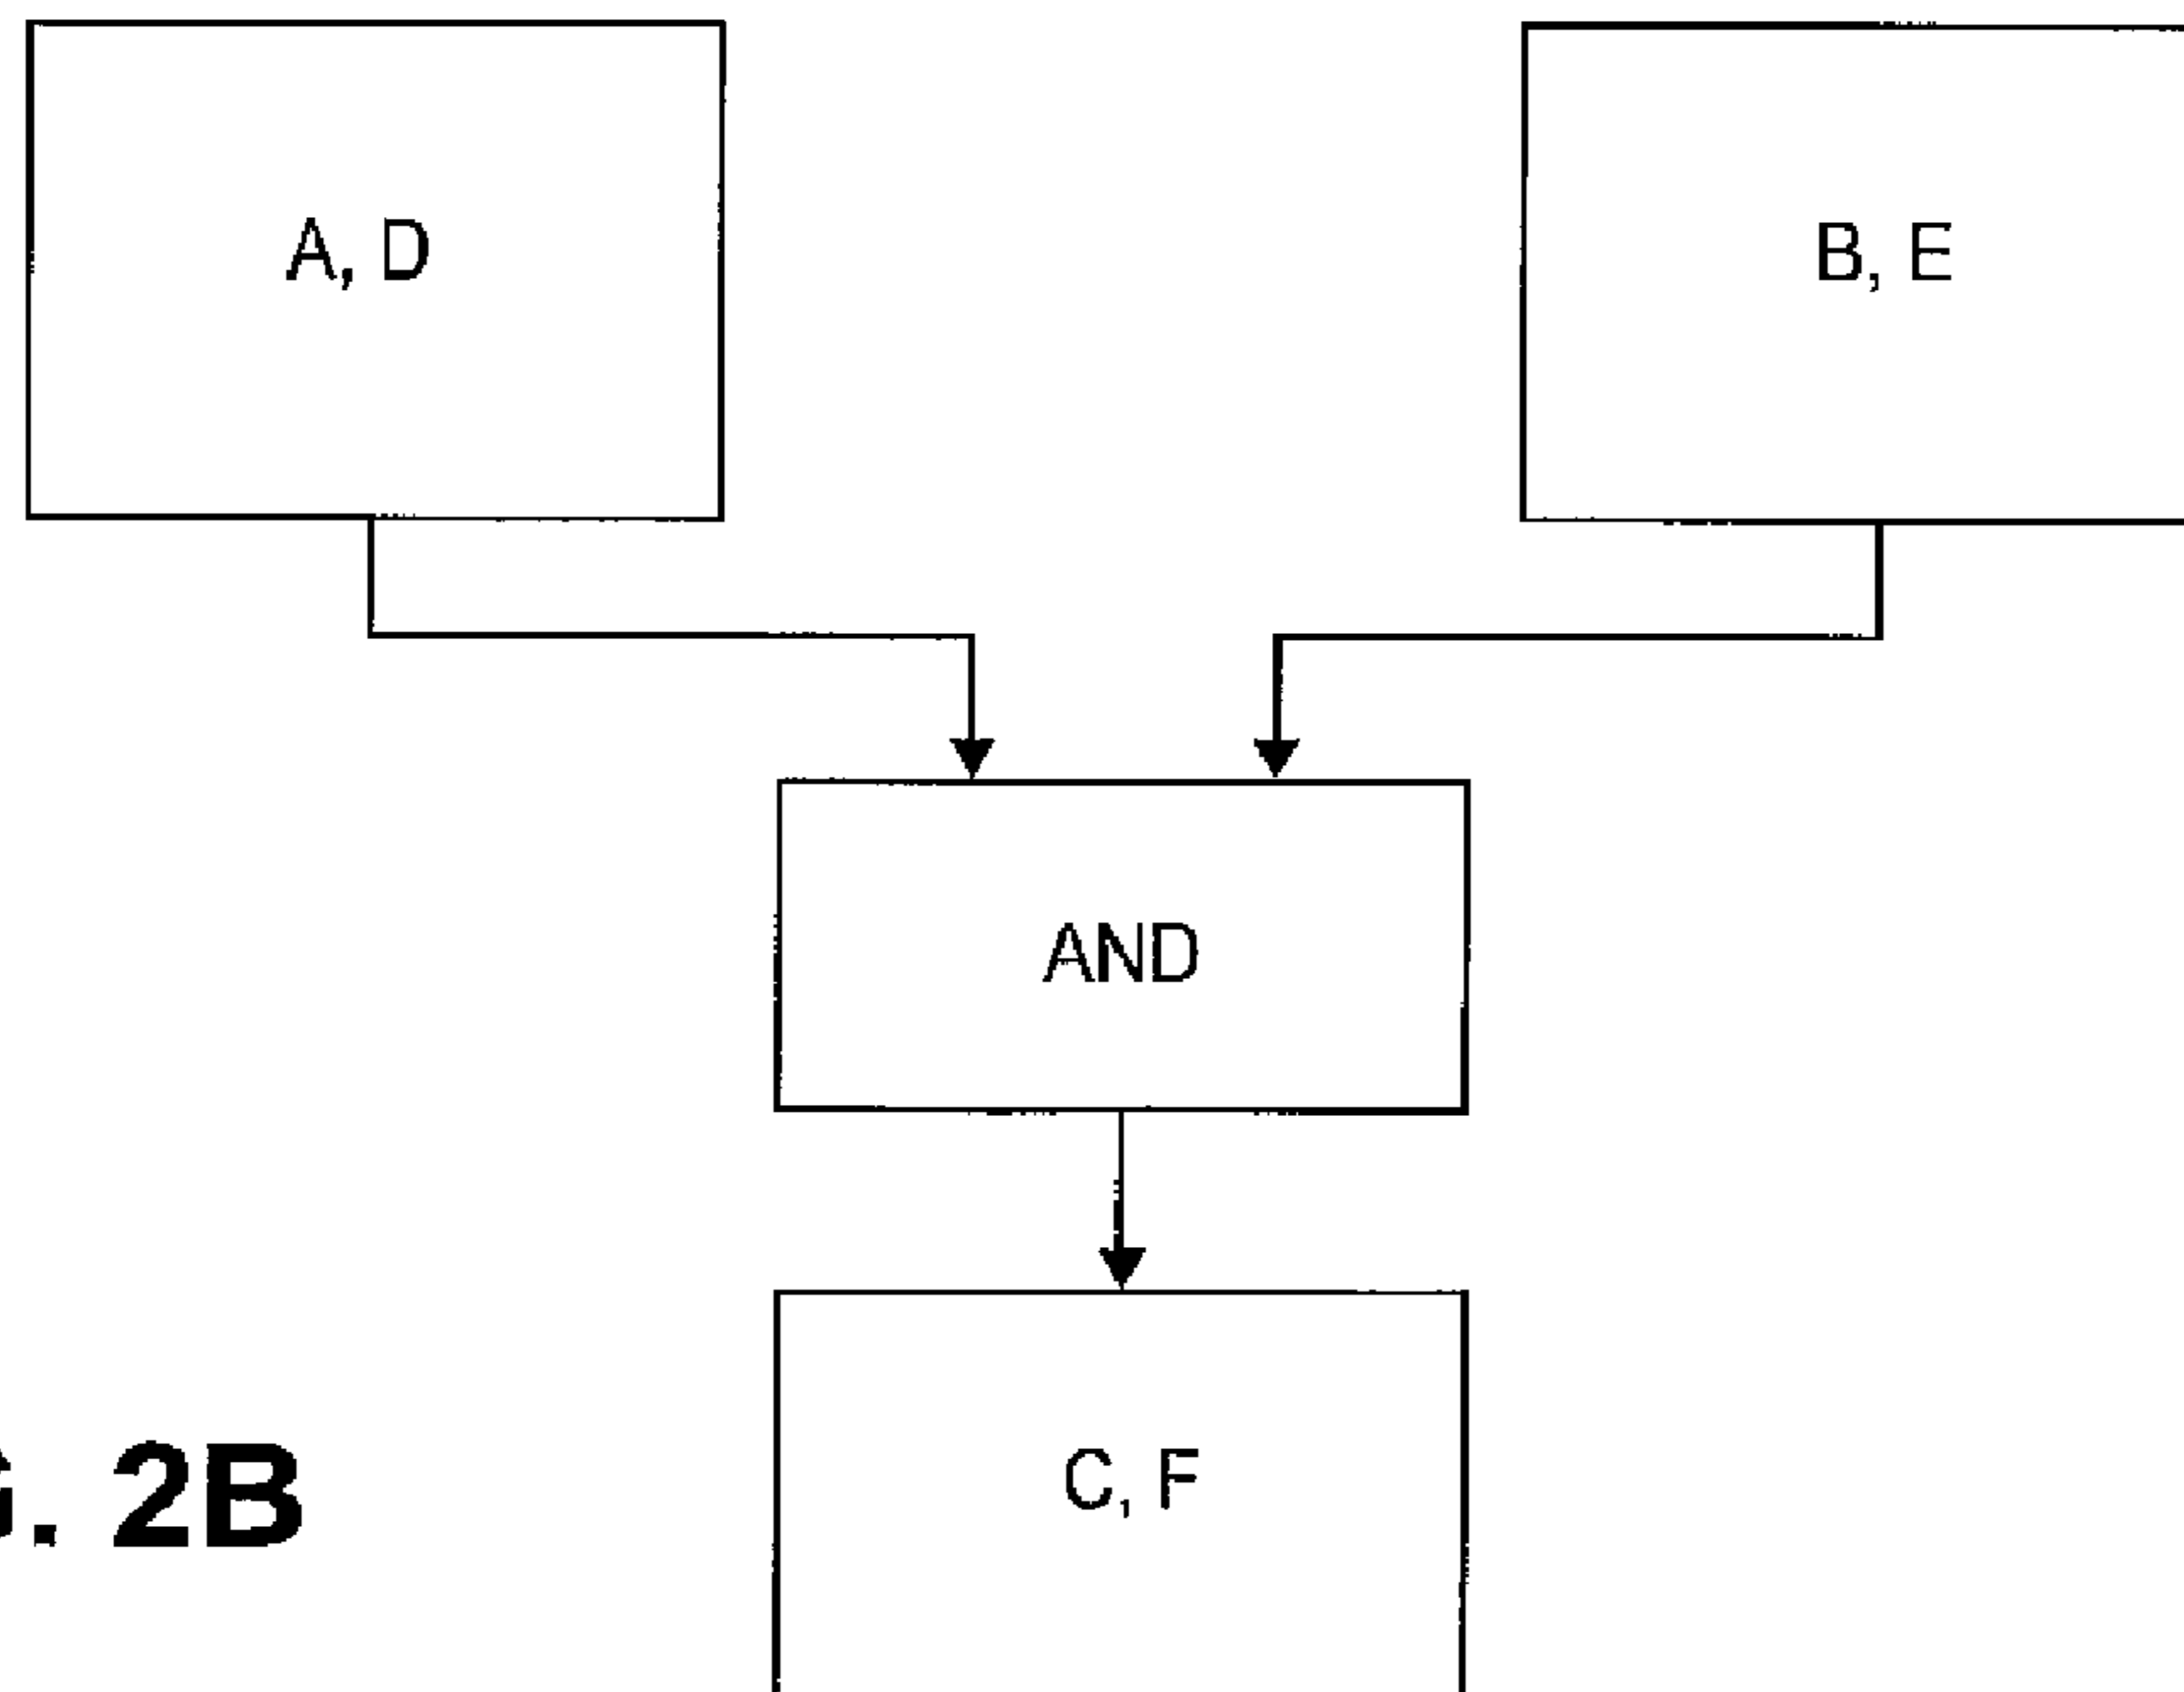 A, D
B, E
AND
C, F
. 2B